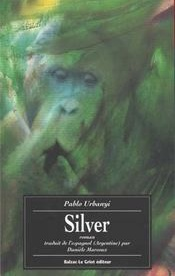 Pablo Urbanyi
Silver
roman
traduit de l'espagnol (Argentine) par
Danièle Marcoux
Balzac-Le Griot éditeur